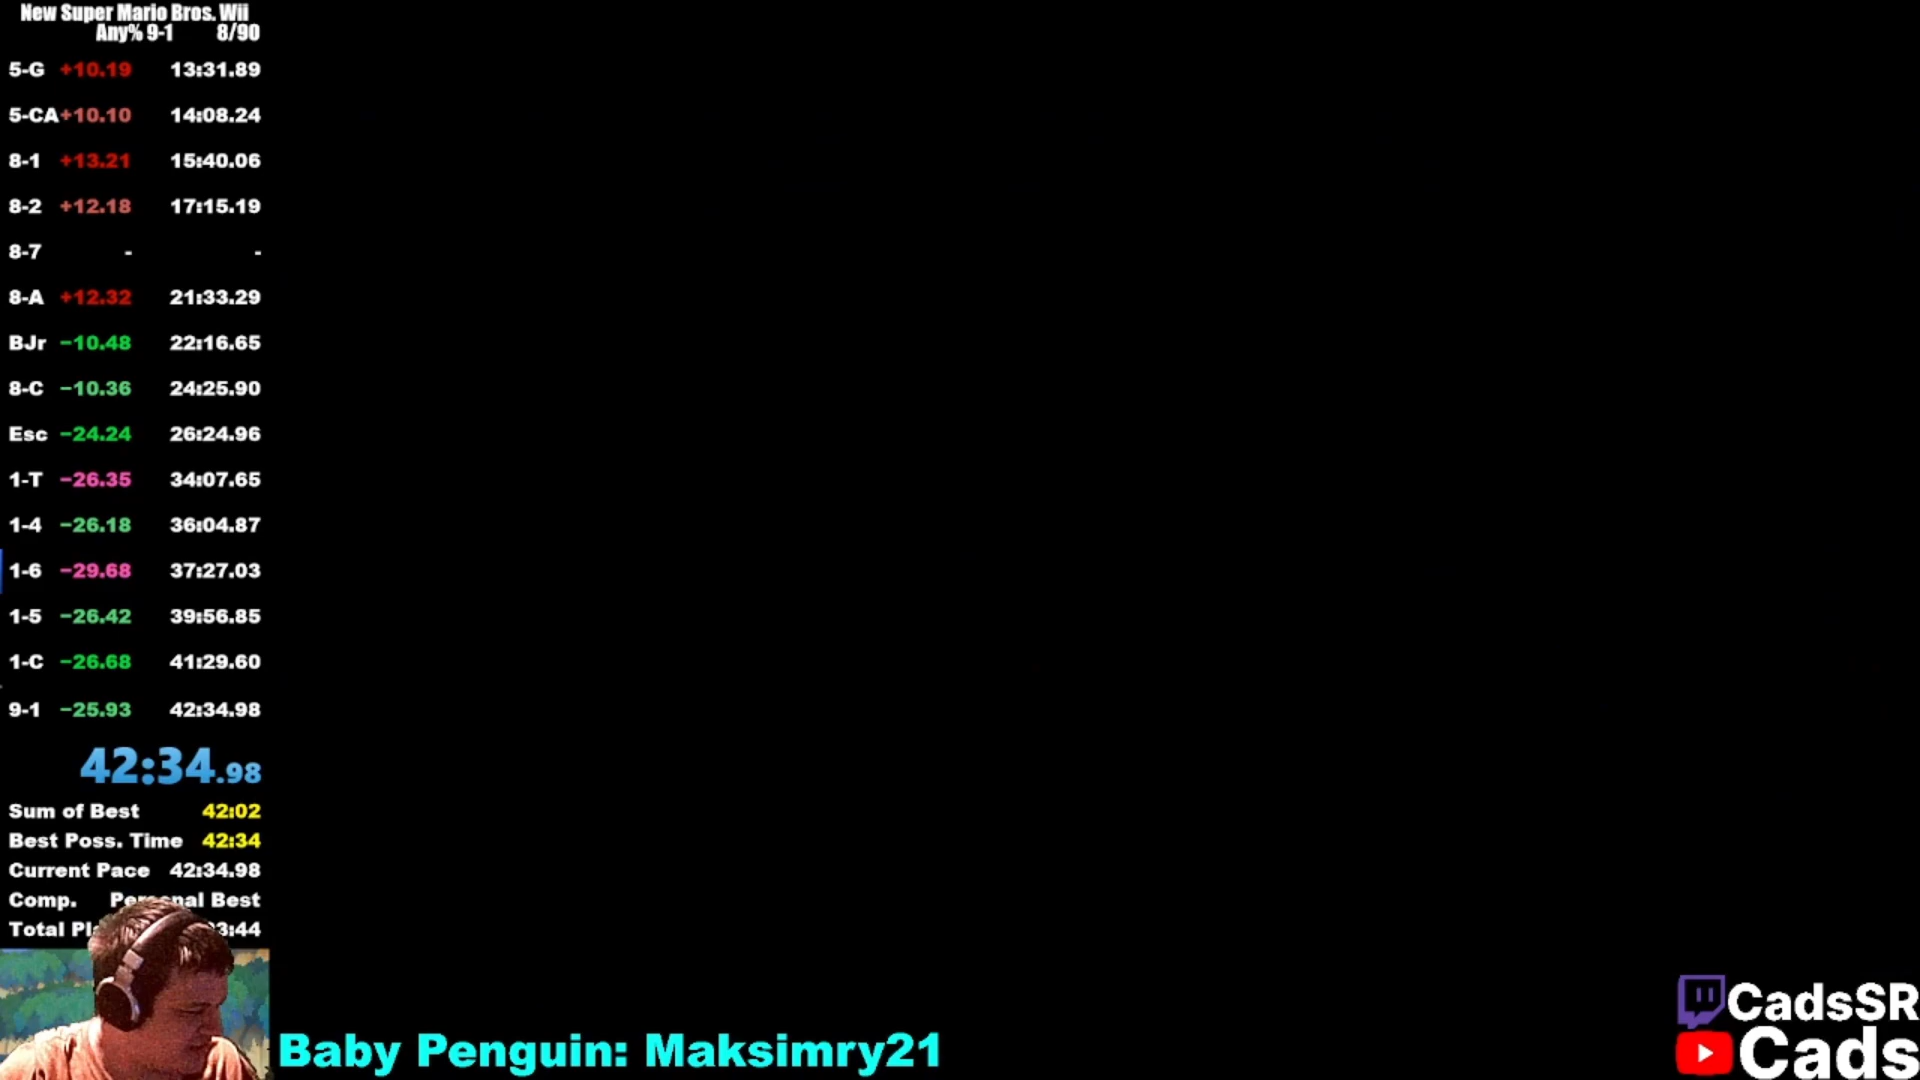 New Super Mario Bros. Wii
Any% 9-1 8/90
5-G +10.19 13:31.89
5-CA +10.10 14:08.24
8-1 +13.21 15:40.06
8-2 +12.18 17:15.19
8-7 - -
8-A +12.32 21:33.29
BJr −10.48 22:16.65
8-C −10.36 24:25.90
Esc −24.24 26:24.96
1-T −26.35 34:07.65
1-4 −26.18 36:04.87
1-6 −29.68 37:27.03
1-5 −26.42 39:56.85
1-C −26.68 41:29.60
9-1 −25.93 42:34.98
42:34.98
Sum of Best 42:02
Best Poss. Time 42:34
Current Pace 42:34.98
Comp. Best
Total 3:44
Baby Penguin: Maksimry21
CadsSR
Cads